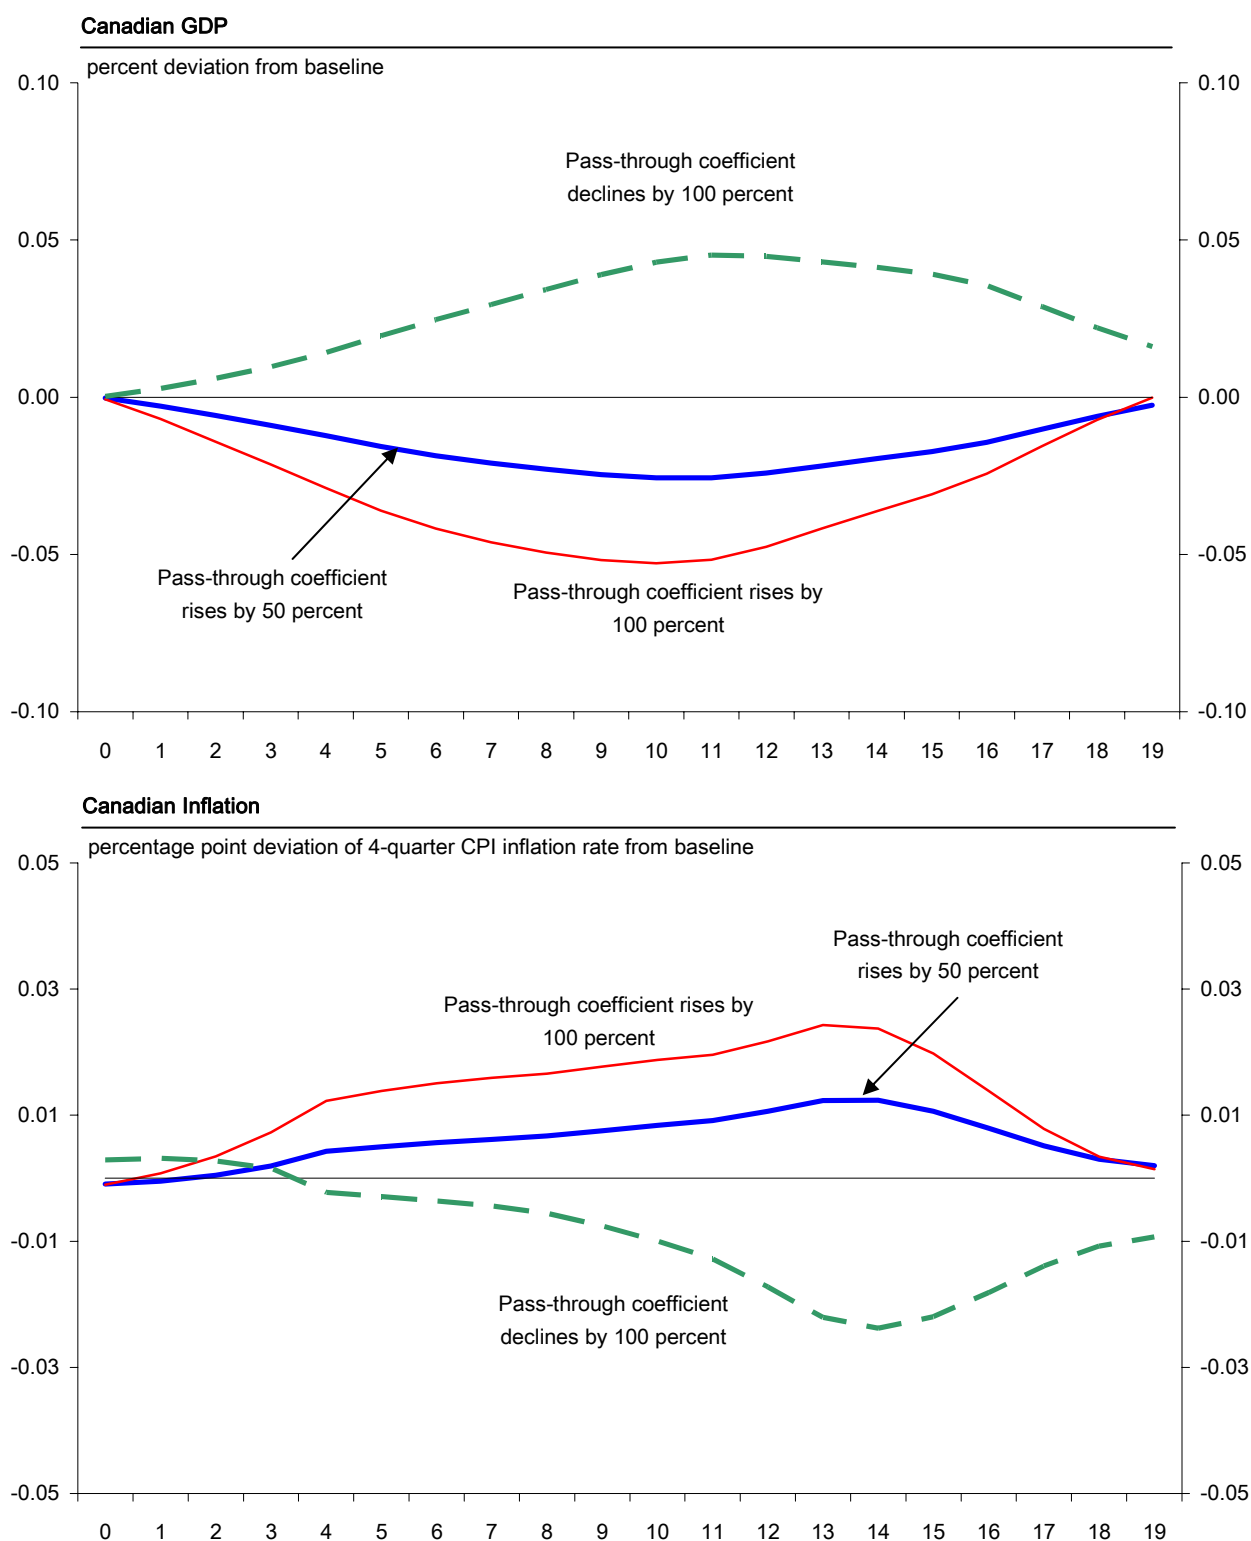 Canadian GDP
percent deviation from baseline
0.10 0.10
Pass-through coefficient
declines by 100 percent
0.05 0.05
0.00 0.00
-0.05 -0.05
Pass-through coefficient
rises by 50 percent
Pass-through coefficient rises by
100 percent
-0.10 -0.10
0 1 2 3 4 5 6 7 8 9 10 11 12 13 14 15 16 17 18 19
Canadian Inflation
percentage point deviation of 4-quarter CPI inflation rate from baseline
0.05 0.05
Pass-through coefficient
rises by 50 percent
0.03 0.03
Pass-through coefficient rises by
100 percent
0.01 0.01
-0.01 -0.01
Pass-through coefficient
declines by 100 percent
-0.03 -0.03
-0.05 -0.05
0 1 2 3 4 5 6 7 8 9 10 11 12 13 14 15 16 17 18 19